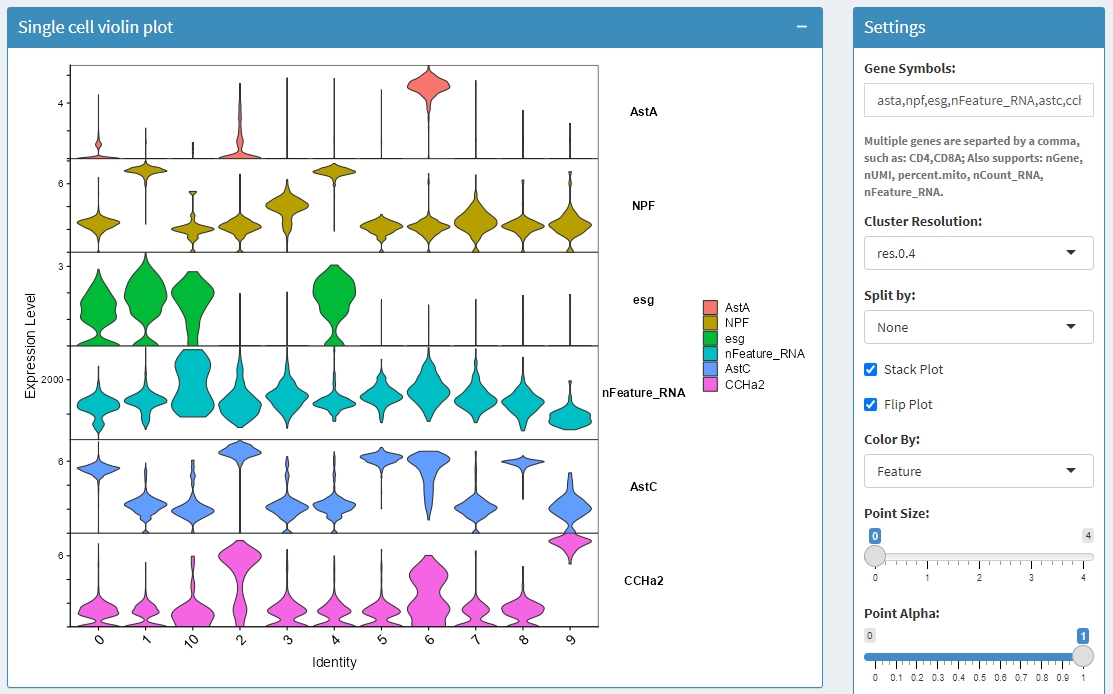 Single cell violin plot
−
4
AstA
6
NPF
3
esg
2000
nFeature_RNA
6
AstC
6
CCHa2
Expression Level
0 1 10 2 3 4 5 6 7 8 9
Identity
AstA
NPF
esg
nFeature_RNA
AstC
CCHa2
Settings
Gene Symbols:
asta,npf,esg,nFeature_RNA,astc,ccl
Multiple genes are separted by a comma,
such as: CD4,CD8A; Also supports: nGene,
nUMI, percent.mito, nCount_RNA,
nFeature_RNA.
Cluster Resolution:
res.0.4
Split by:
None
Stack Plot
Flip Plot
Color By:
Feature
Point Size:
0 4
0 1 2 3 4
Point Alpha:
0 1
0 0.1 0.2 0.3 0.4 0.5 0.6 0.7 0.8 0.9 1